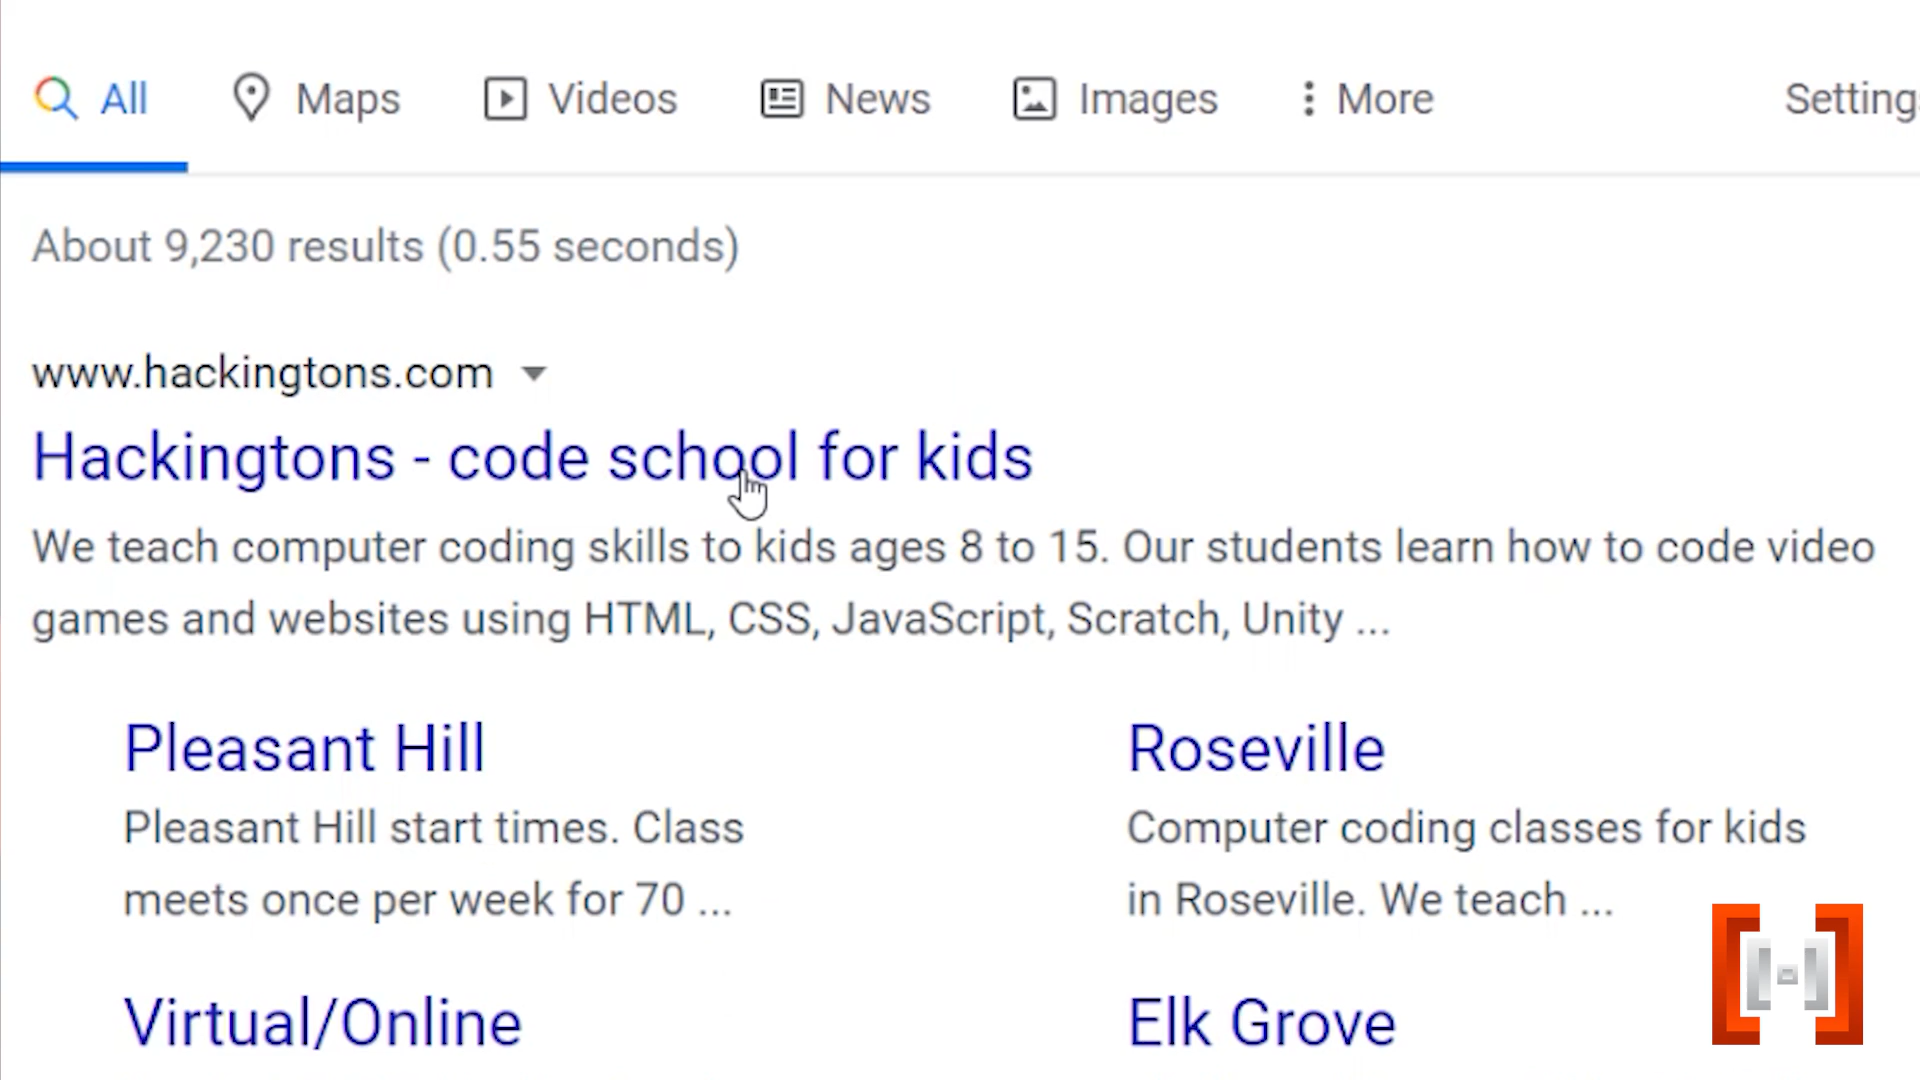 All Maps Videos News Images More Settings
About 9,230 results (0.55 seconds)
www.hackingtons.com
Hackingtons - code school for kids
We teach computer coding skills to kids ages 8 to 15. Our students learn how to code video
games and websites using HTML, CSS, JavaScript, Scratch, Unity ...
Pleasant Hill
Pleasant Hill start times. Class
meets once per week for 70 ...
Roseville
Computer coding classes for kids
in Roseville. We teach ...
Virtual/Online
Elk Grove